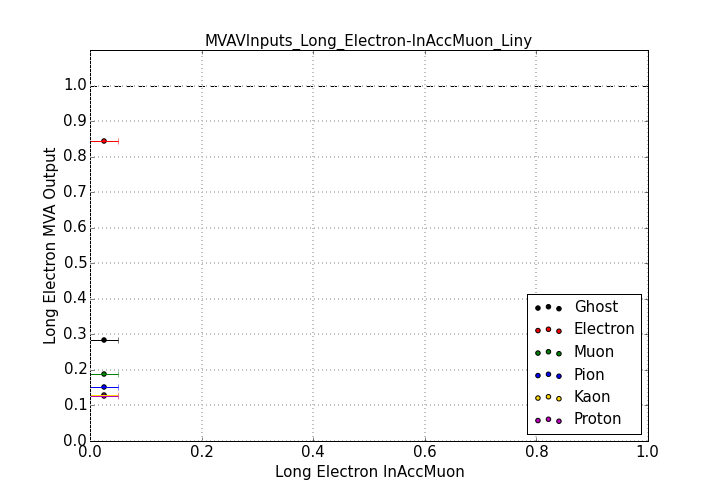 MVAVInputs_Long_Electron-InAccMuon_Liny
Long Electron MVA Output
1.0
0.9
0.8
0.7
0.6
0.5
0.4
0.3
0.2
0.1
0.0
0.0 0.2 0.4 0.6 0.8 1.0
Long Electron InAccMuon
Ghost
Electron
Muon
Pion
Kaon
Proton